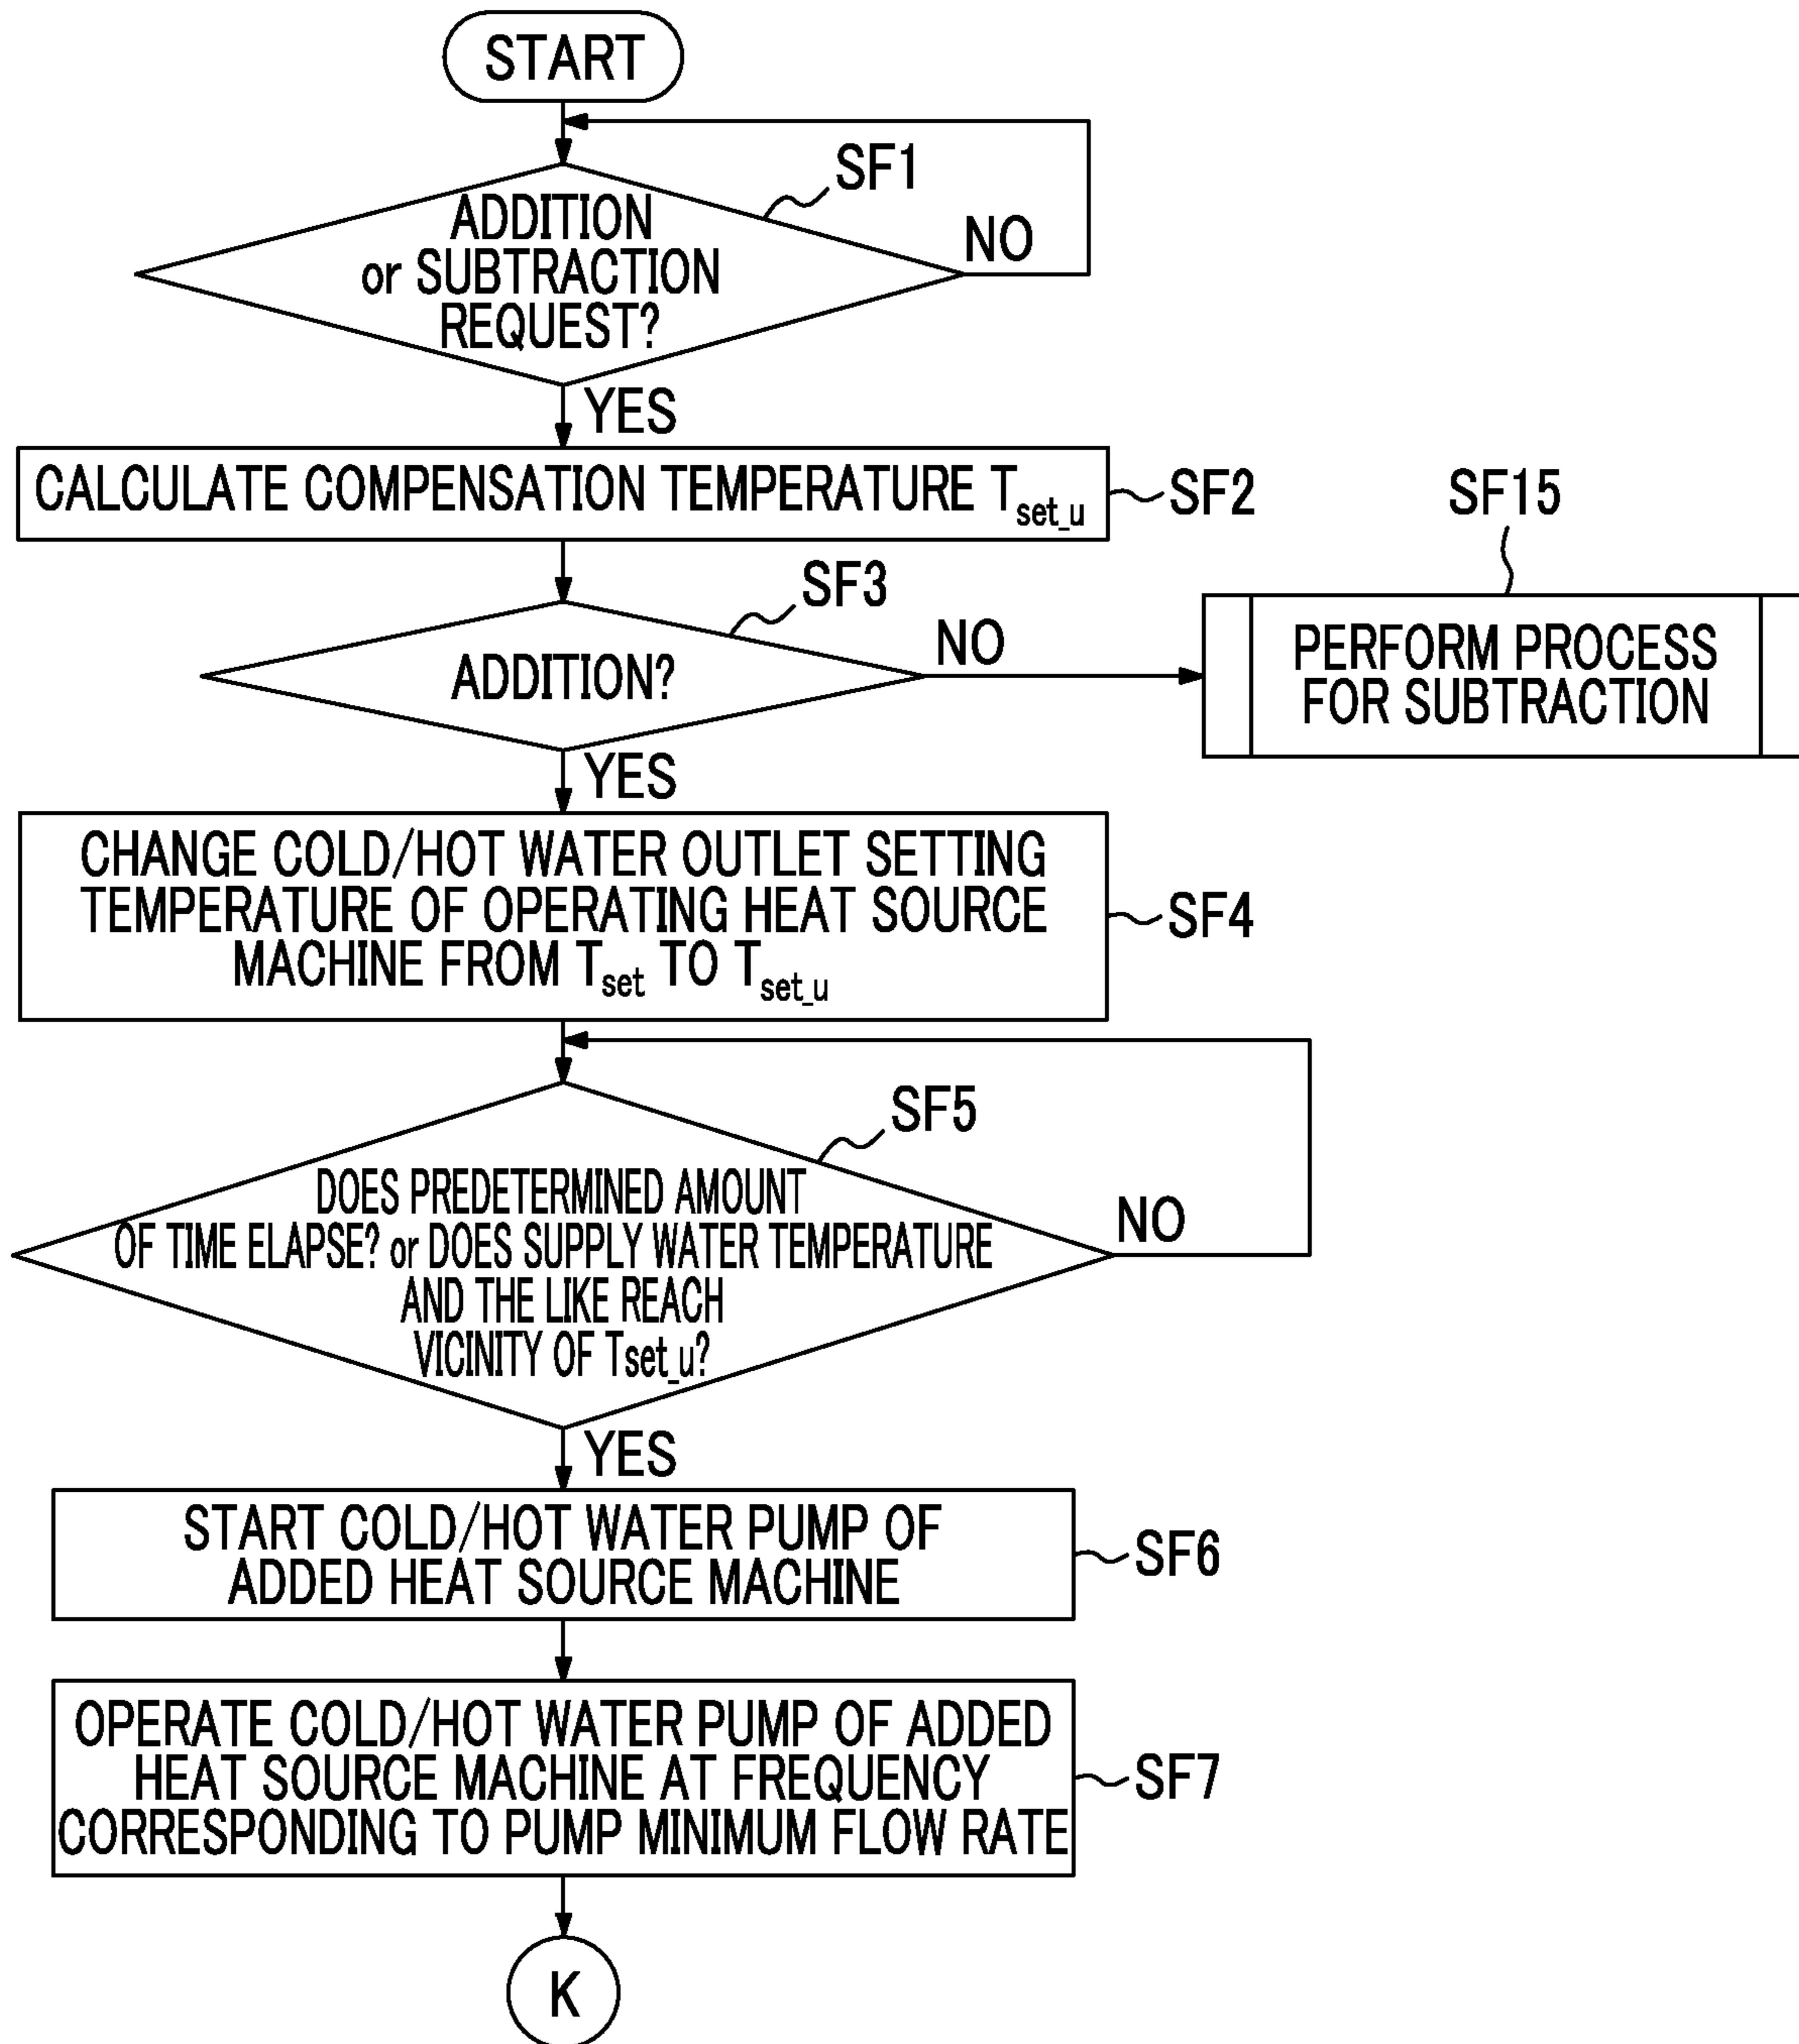 START
SF1
ADDITION
or SUBTRACTION
REQUEST?
NO
YES
CALCULATE COMPENSATION TEMPERATURE Tset_u
SF2
SF15
SF3
ADDITION?
NO
PERFORM PROCESS
FOR SUBTRACTION
YES
CHANGE COLD/HOT WATER OUTLET SETTING
TEMPERATURE OF OPERATING HEAT SOURCE
MACHINE FROM Tset TO Tset_u
SF4
SF5
DOES PREDETERMINED AMOUNT
OF TIME ELAPSE? or DOES SUPPLY WATER TEMPERATURE
AND THE LIKE REACH
VICINITY OF Tset_u?
NO
YES
START COLD/HOT WATER PUMP OF
ADDED HEAT SOURCE MACHINE
SF6
OPERATE COLD/HOT WATER PUMP OF ADDED
HEAT SOURCE MACHINE AT FREQUENCY
CORRESPONDING TO PUMP MINIMUM FLOW RATE
SF7
K